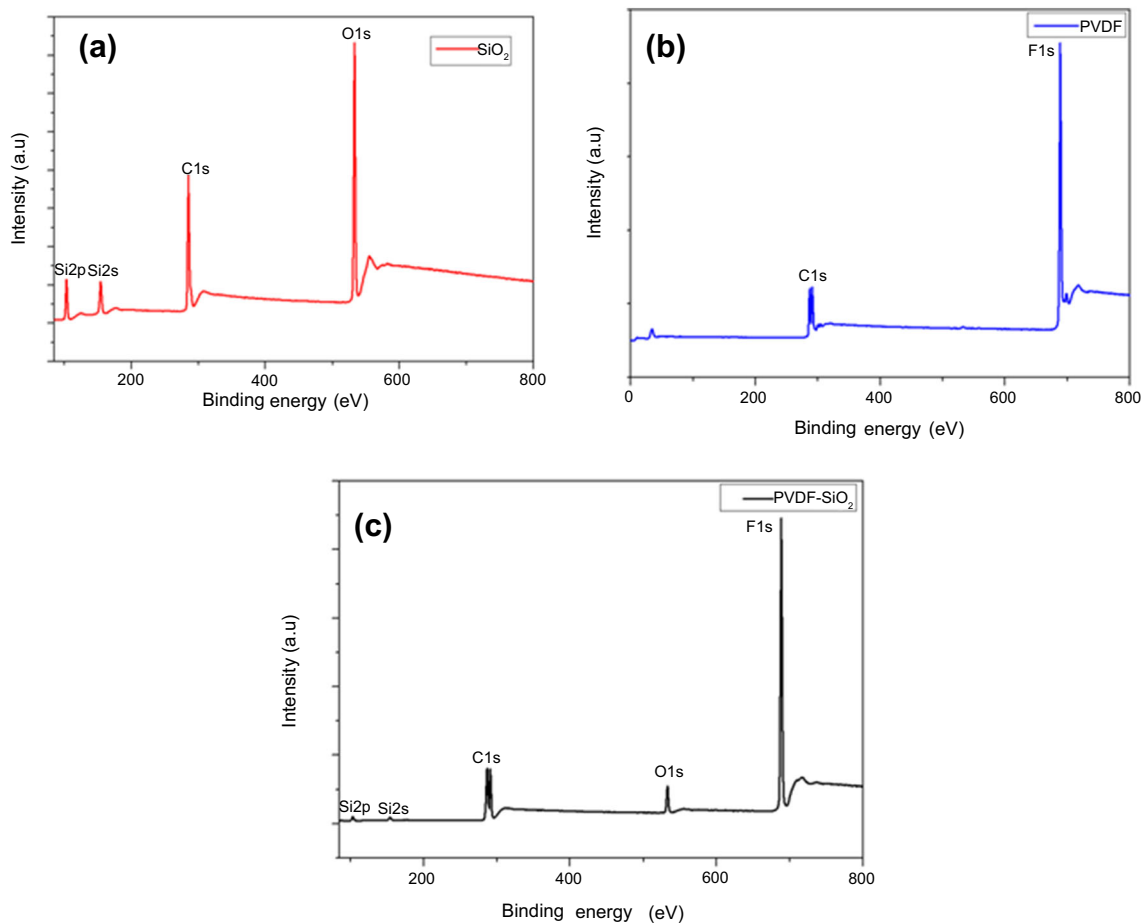 (a)
O1s
SiO2
C1s
Si2p
Si2s
Intensity (a.u)
200
400
600
800
Binding energy (eV)
(b)
PVDF
F1s
C1s
Intensity (a.u)
0
200
400
600
800
Binding energy (eV)
(c)
PVDF-SiO2
F1s
C1s
O1s
Si2p
Si2s
Intensity (a.u)
200
400
600
800
Binding energy (eV)